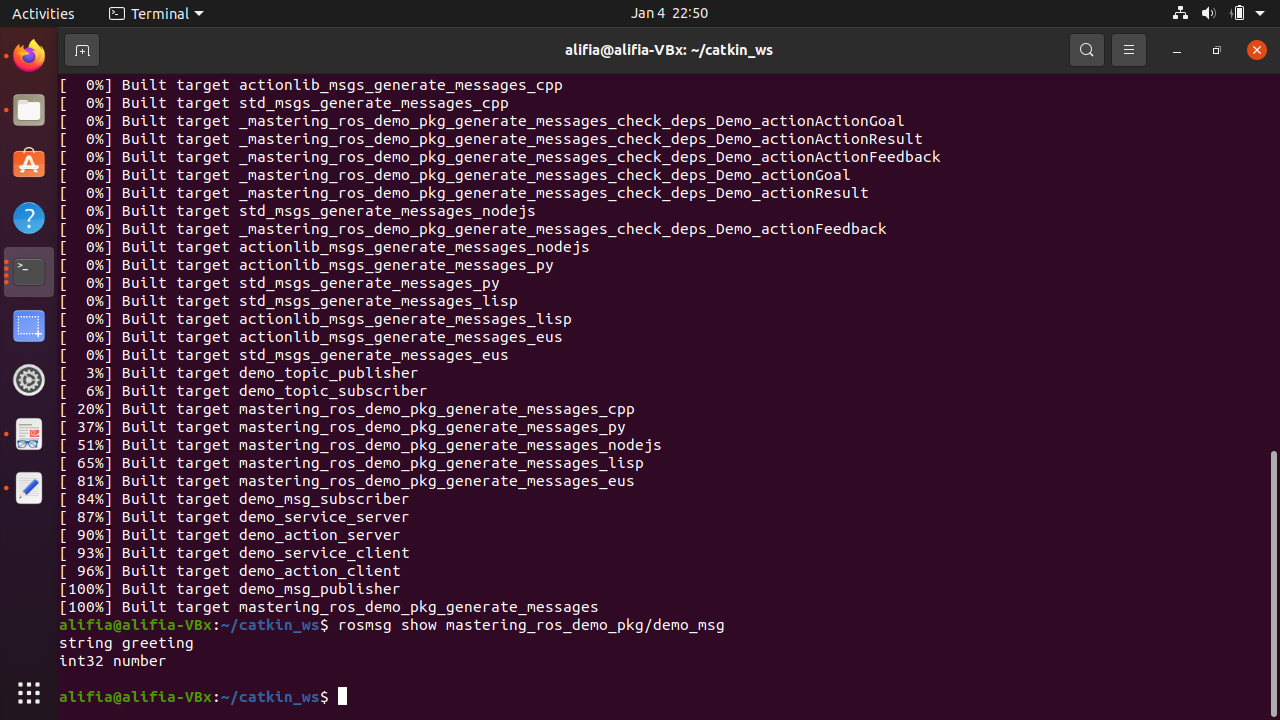 Activities Terminal Jan 4 22:50
alifia@alifia-VBx: ~/catkin_ws
[  0%] Built target actionlib_msgs_generate_messages_cpp
[  0%] Built target std_msgs_generate_messages_cpp
[  0%] Built target _mastering_ros_demo_pkg_generate_messages_check_deps_Demo_actionActionGoal
[  0%] Built target _mastering_ros_demo_pkg_generate_messages_check_deps_Demo_actionActionResult
[  0%] Built target _mastering_ros_demo_pkg_generate_messages_check_deps_Demo_actionActionFeedback
[  0%] Built target _mastering_ros_demo_pkg_generate_messages_check_deps_Demo_actionGoal
[  0%] Built target _mastering_ros_demo_pkg_generate_messages_check_deps_Demo_actionResult
[  0%] Built target std_msgs_generate_messages_nodejs
[  0%] Built target _mastering_ros_demo_pkg_generate_messages_check_deps_Demo_actionFeedback
[  0%] Built target actionlib_msgs_generate_messages_nodejs
[  0%] Built target actionlib_msgs_generate_messages_py
[  0%] Built target std_msgs_generate_messages_py
[  0%] Built target std_msgs_generate_messages_lisp
[  0%] Built target actionlib_msgs_generate_messages_lisp
[  0%] Built target actionlib_msgs_generate_messages_eus
[  0%] Built target std_msgs_generate_messages_eus
[  3%] Built target demo_topic_publisher
[  6%] Built target demo_topic_subscriber
[ 20%] Built target mastering_ros_demo_pkg_generate_messages_cpp
[ 37%] Built target mastering_ros_demo_pkg_generate_messages_py
[ 51%] Built target mastering_ros_demo_pkg_generate_messages_nodejs
[ 65%] Built target mastering_ros_demo_pkg_generate_messages_lisp
[ 81%] Built target mastering_ros_demo_pkg_generate_messages_eus
[ 84%] Built target demo_msg_subscriber
[ 87%] Built target demo_service_server
[ 90%] Built target demo_action_server
[ 93%] Built target demo_service_client
[ 96%] Built target demo_action_client
[100%] Built target demo_msg_publisher
[100%] Built target mastering_ros_demo_pkg_generate_messages
alifia@alifia-VBx:~/catkin_ws$ rosmsg show mastering_ros_demo_pkg/demo_msg
string greeting
int32 number
alifia@alifia-VBx:~/catkin_ws$